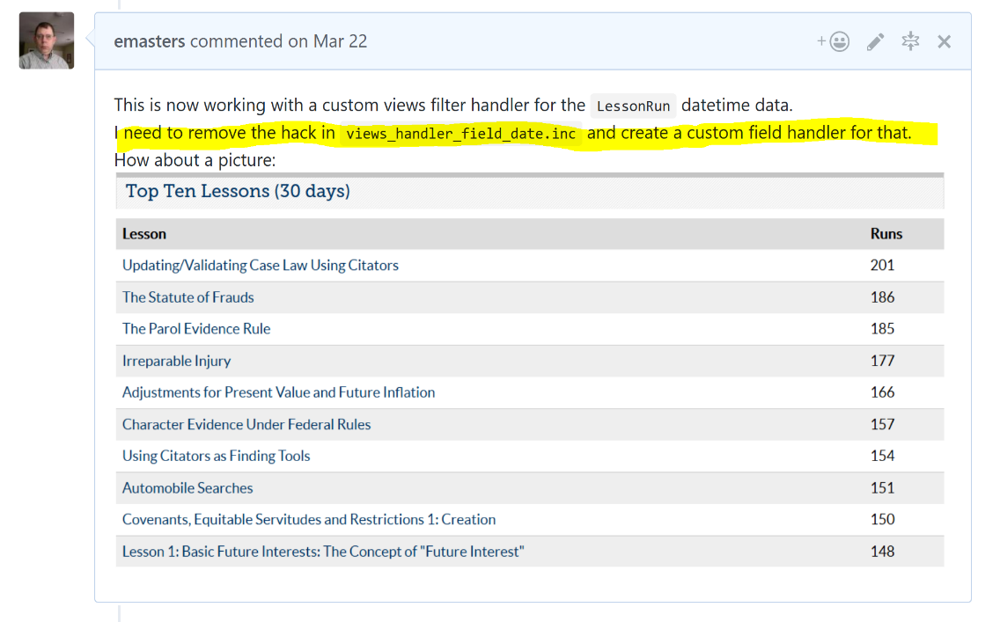 emasters commented on Mar 22
This is now working with a custom views filter handler for the LessonRun datetime data.
I need to remove the hack in views_handler_field_date.inc and create a custom field handler for that.
How about a picture:
Top Ten Lessons (30 days)
Lesson Runs
Updating/Validating Case Law Using Citators 201
The Statute of Frauds 186
The Parol Evidence Rule 185
Irreparable Injury 177
Adjustments for Present Value and Future Inflation 166
Character Evidence Under Federal Rules 157
Using Citators as Finding Tools 154
Automobile Searches 151
Covenants, Equitable Servitudes and Restrictions 1: Creation 150
Lesson 1: Basic Future Interests: The Concept of "Future Interest" 148